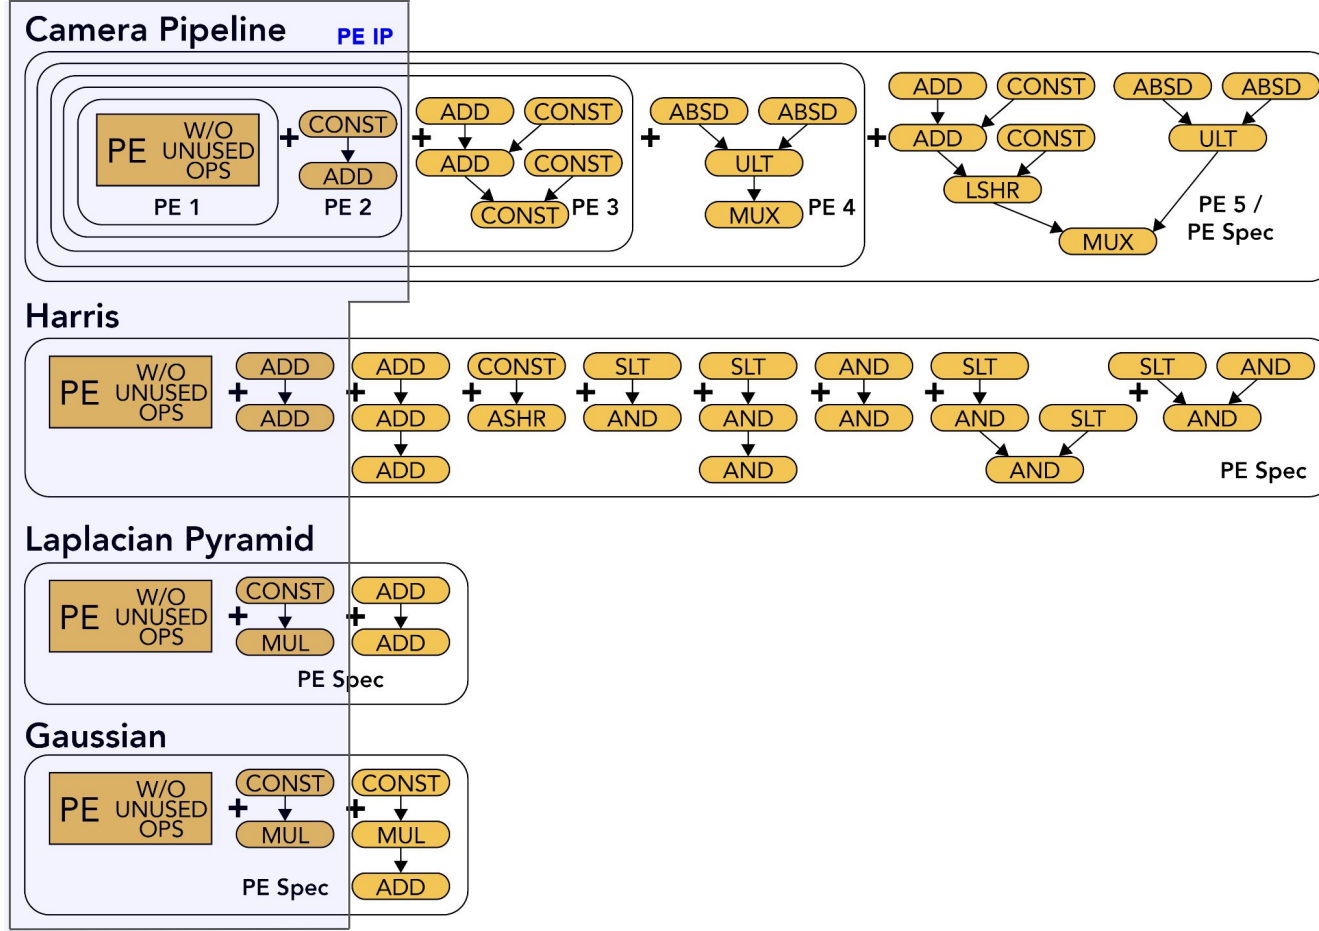 Camera Pipeline
PE IP
PE W/O UNUSED OPS
PE 1
+
CONST
ADD
PE 2
+
ADD CONST
ADD CONST
CONST
PE 3
+
ABSD ABSD
ULT
MUX
PE 4
+
ADD CONST ABSD ABSD
ADD CONST ULT
LSHR
MUX
PE 5 /
PE Spec
Harris
PE W/O UNUSED OPS
+
ADD
ADD
+
ADD
ADD
ADD
+
CONST
ASHR
+
SLT
AND
+
SLT
AND
AND
+
AND
AND
+
SLT
AND SLT
AND
+
SLT AND
AND
PE Spec
Laplacian Pyramid
PE W/O UNUSED OPS
+
CONST
MUL
+
ADD
ADD
PE Spec
Gaussian
PE W/O UNUSED OPS
+
CONST
MUL
+
CONST
MUL
ADD
PE Spec